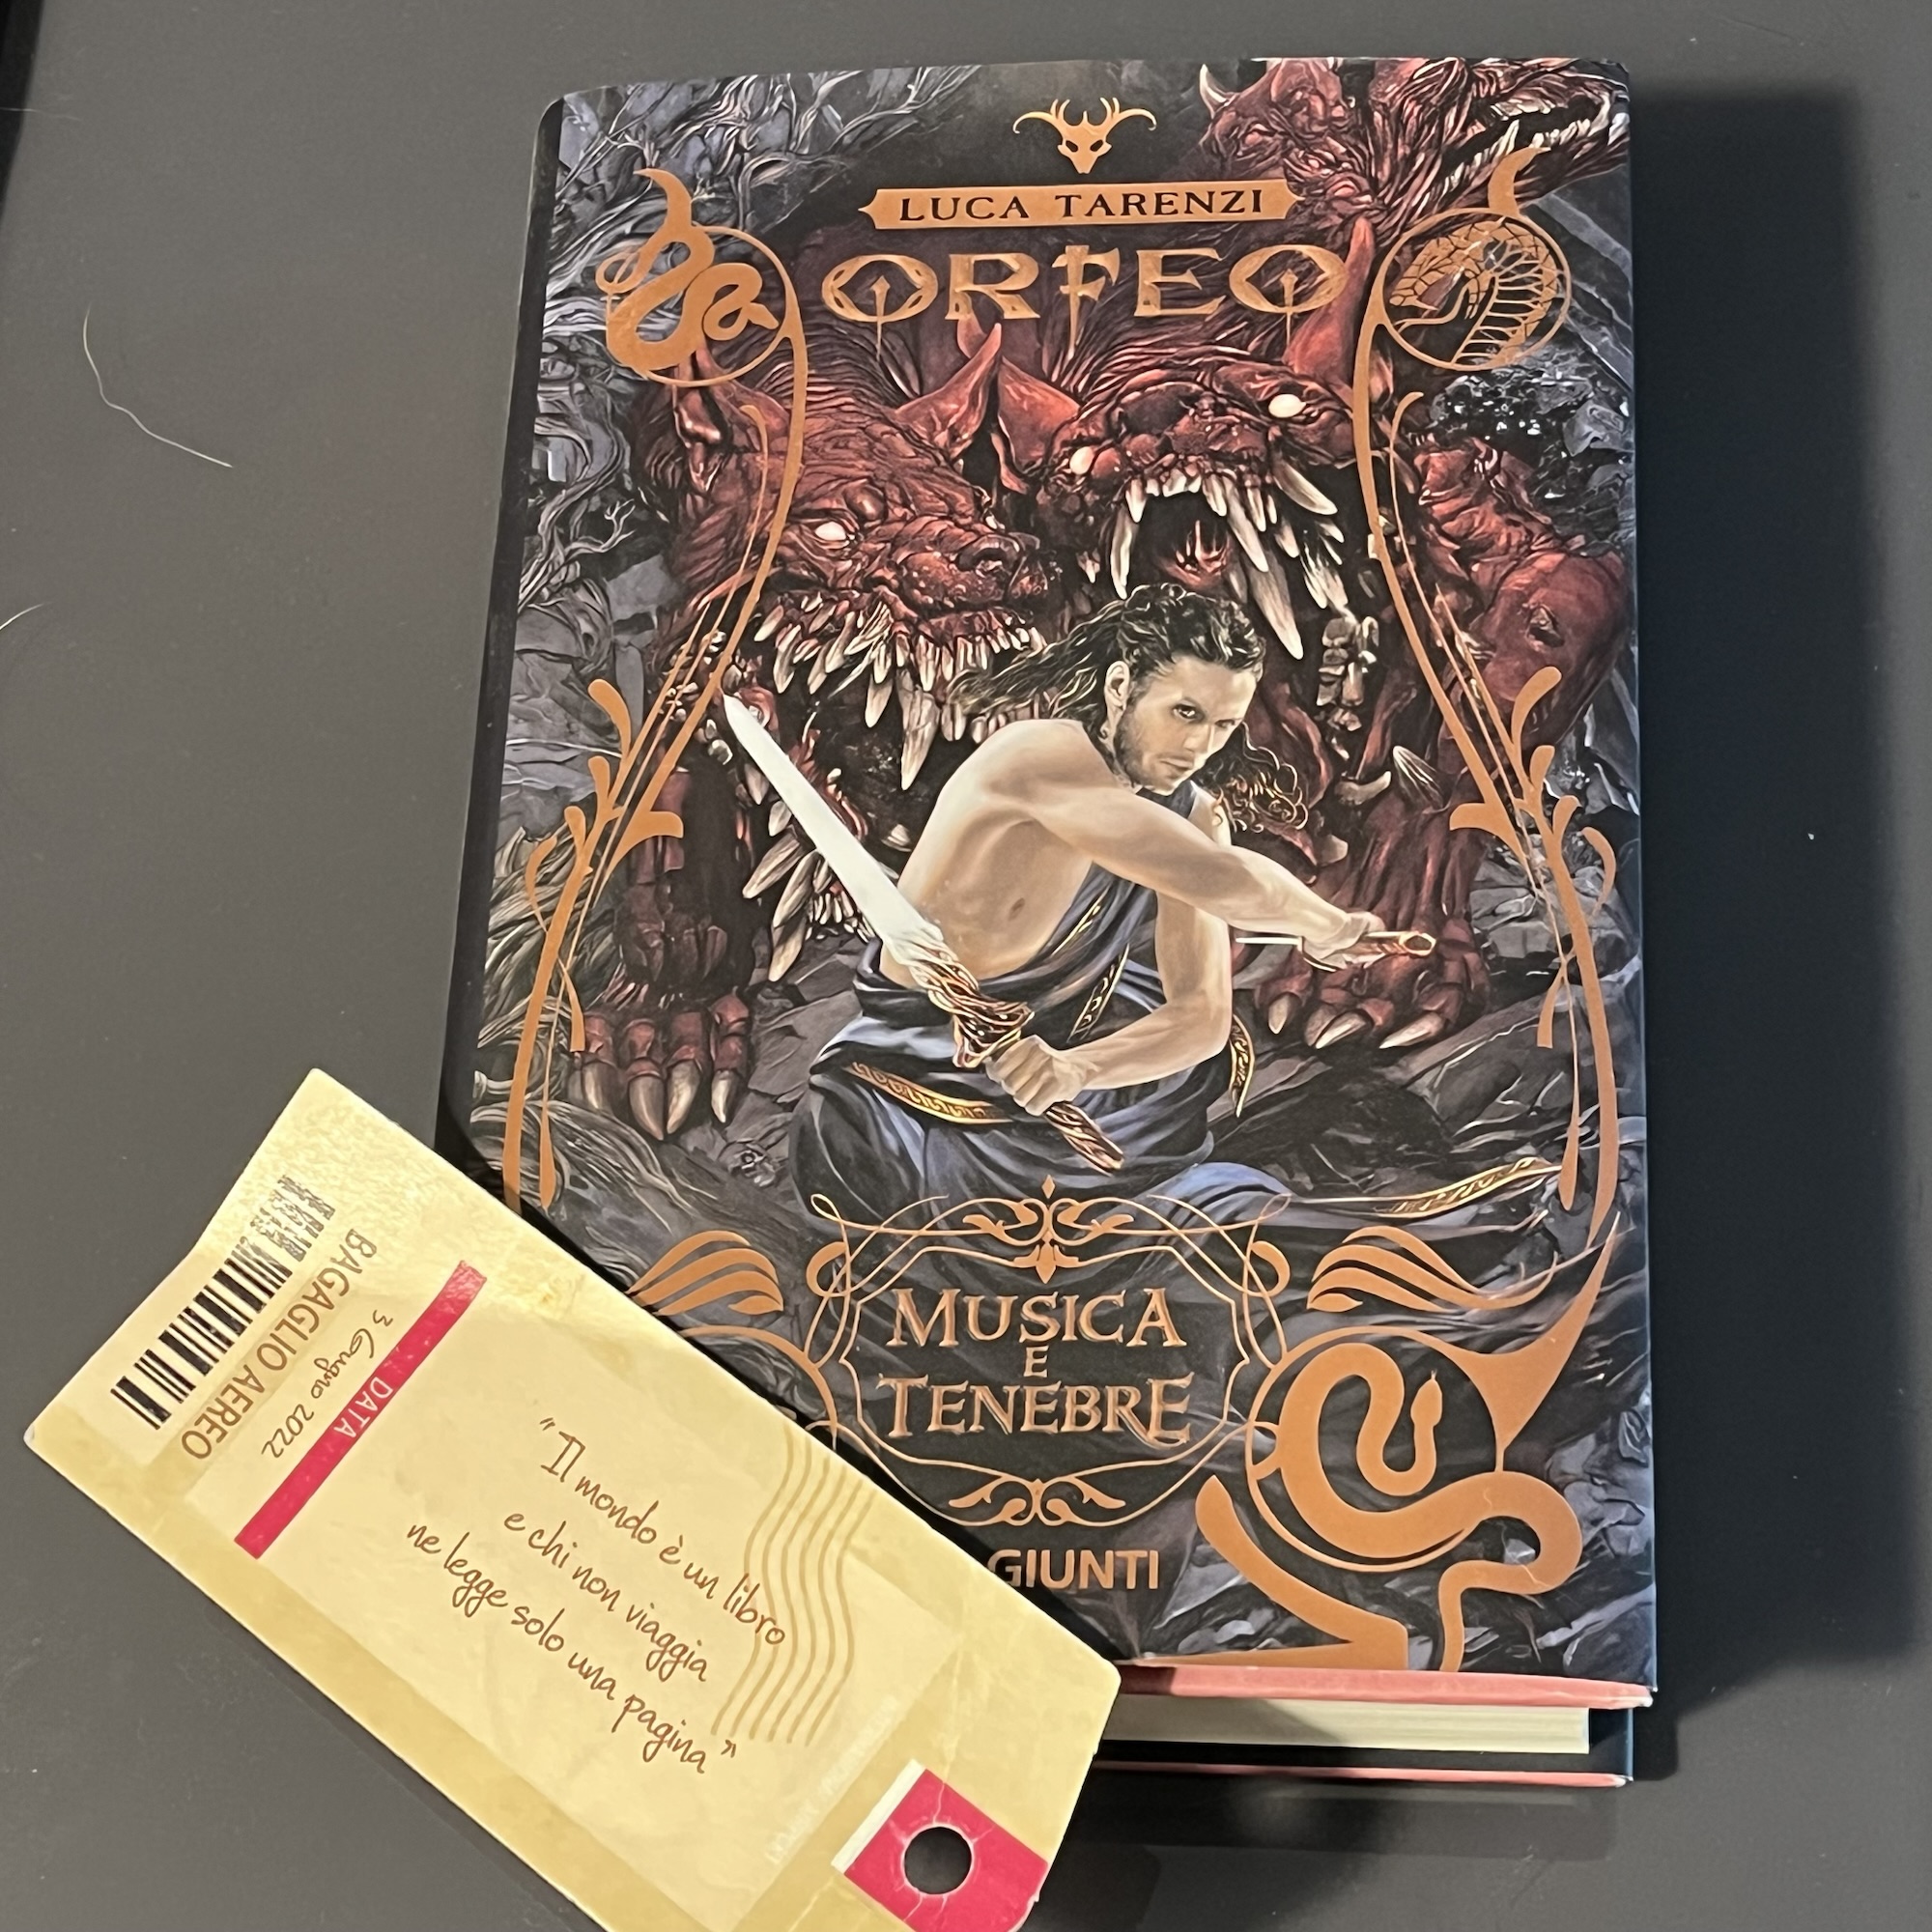 LUCA TARENZI
ORFEO
MUSICA
E
TENEBRE
GIUNTI
BAGAGLIO AEREO
3 Giugno 2022
DATA
"Il mondo è un libro
e chi non viaggia
ne legge solo una pagina"